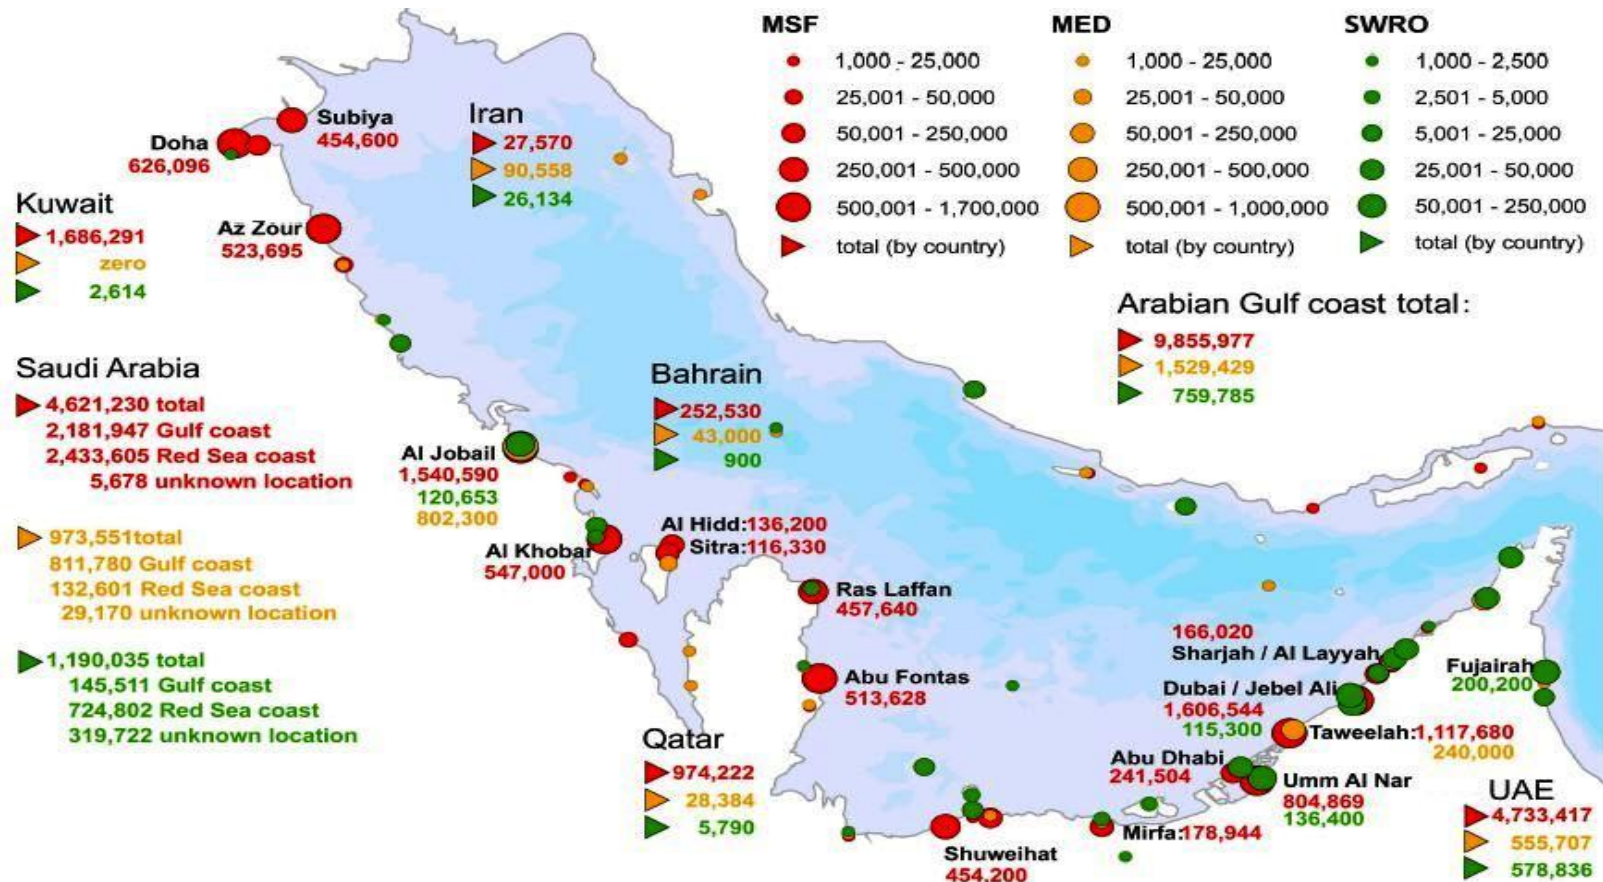 MSF
1,000 - 25,000
25,001 - 50,000
50,001 - 250,000
250,001 - 500,000
500,001 - 1,700,000
total (by country)
MED
1,000 - 25,000
25,001 - 50,000
50,001 - 250,000
250,001 - 500,000
500,001 - 1,000,000
total (by country)
SWRO
1,000 - 2,500
2,501 - 5,000
5,001 - 25,000
25,001 - 50,000
50,001 - 250,000
total (by country)
Subiya
454,600
Doha
626,096
Iran
27,570
90,558
26,134
Kuwait
1,686,291
zero
2,614
Az Zour
523,695
Arabian Gulf coast total:
9,855,977
1,529,429
759,785
Saudi Arabia
4,621,230 total
2,181,947 Gulf coast
2,433,605 Red Sea coast
5,678 unknown location
973,551total
811,780 Gulf coast
132,601 Red Sea coast
29,170 unknown location
1,190,035 total
145,511 Gulf coast
724,802 Red Sea coast
319,722 unknown location
Bahrain
252,530
43,000
900
Al Jobail
1,540,590
120,653
802,300
Al Khobar
547,000
Al Hidd:136,200
Sitra:116,330
Ras Laffan
457,640
Abu Fontas
513,628
Qatar
974,222
28,384
5,790
166,020
Sharjah / Al Layyah
Dubai / Jebel Ali
1,606,544
115,300
Fujairah
200,200
Taweelah:1,117,680
240,000
Abu Dhabi
241,504
Umm Al Nar
804,869
136,400
Mirfa:178,944
Shuweihat
454,200
UAE
4,733,417
555,707
578,836